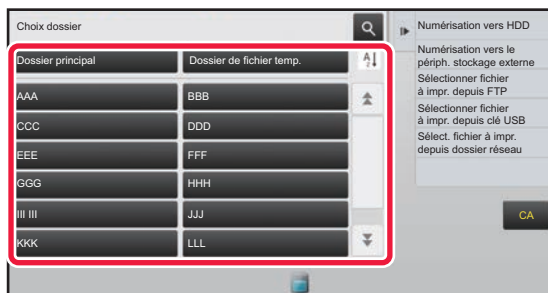 Choix dossier
Dossier principal
Dossier de fichier temp.
AAA
BBB
CCC
DDD
EEE
FFF
GGG
HHH
III III
JJJ
KKK
LLL
Numérisation vers HDD
Numérisation vers le
périph. stockage externe
Sélectionner fichier
à impr. depuis FTP
Sélectionner fichier
à impr. depuis clé USB
Sélect. fichier à impr.
depuis dossier réseau
CA